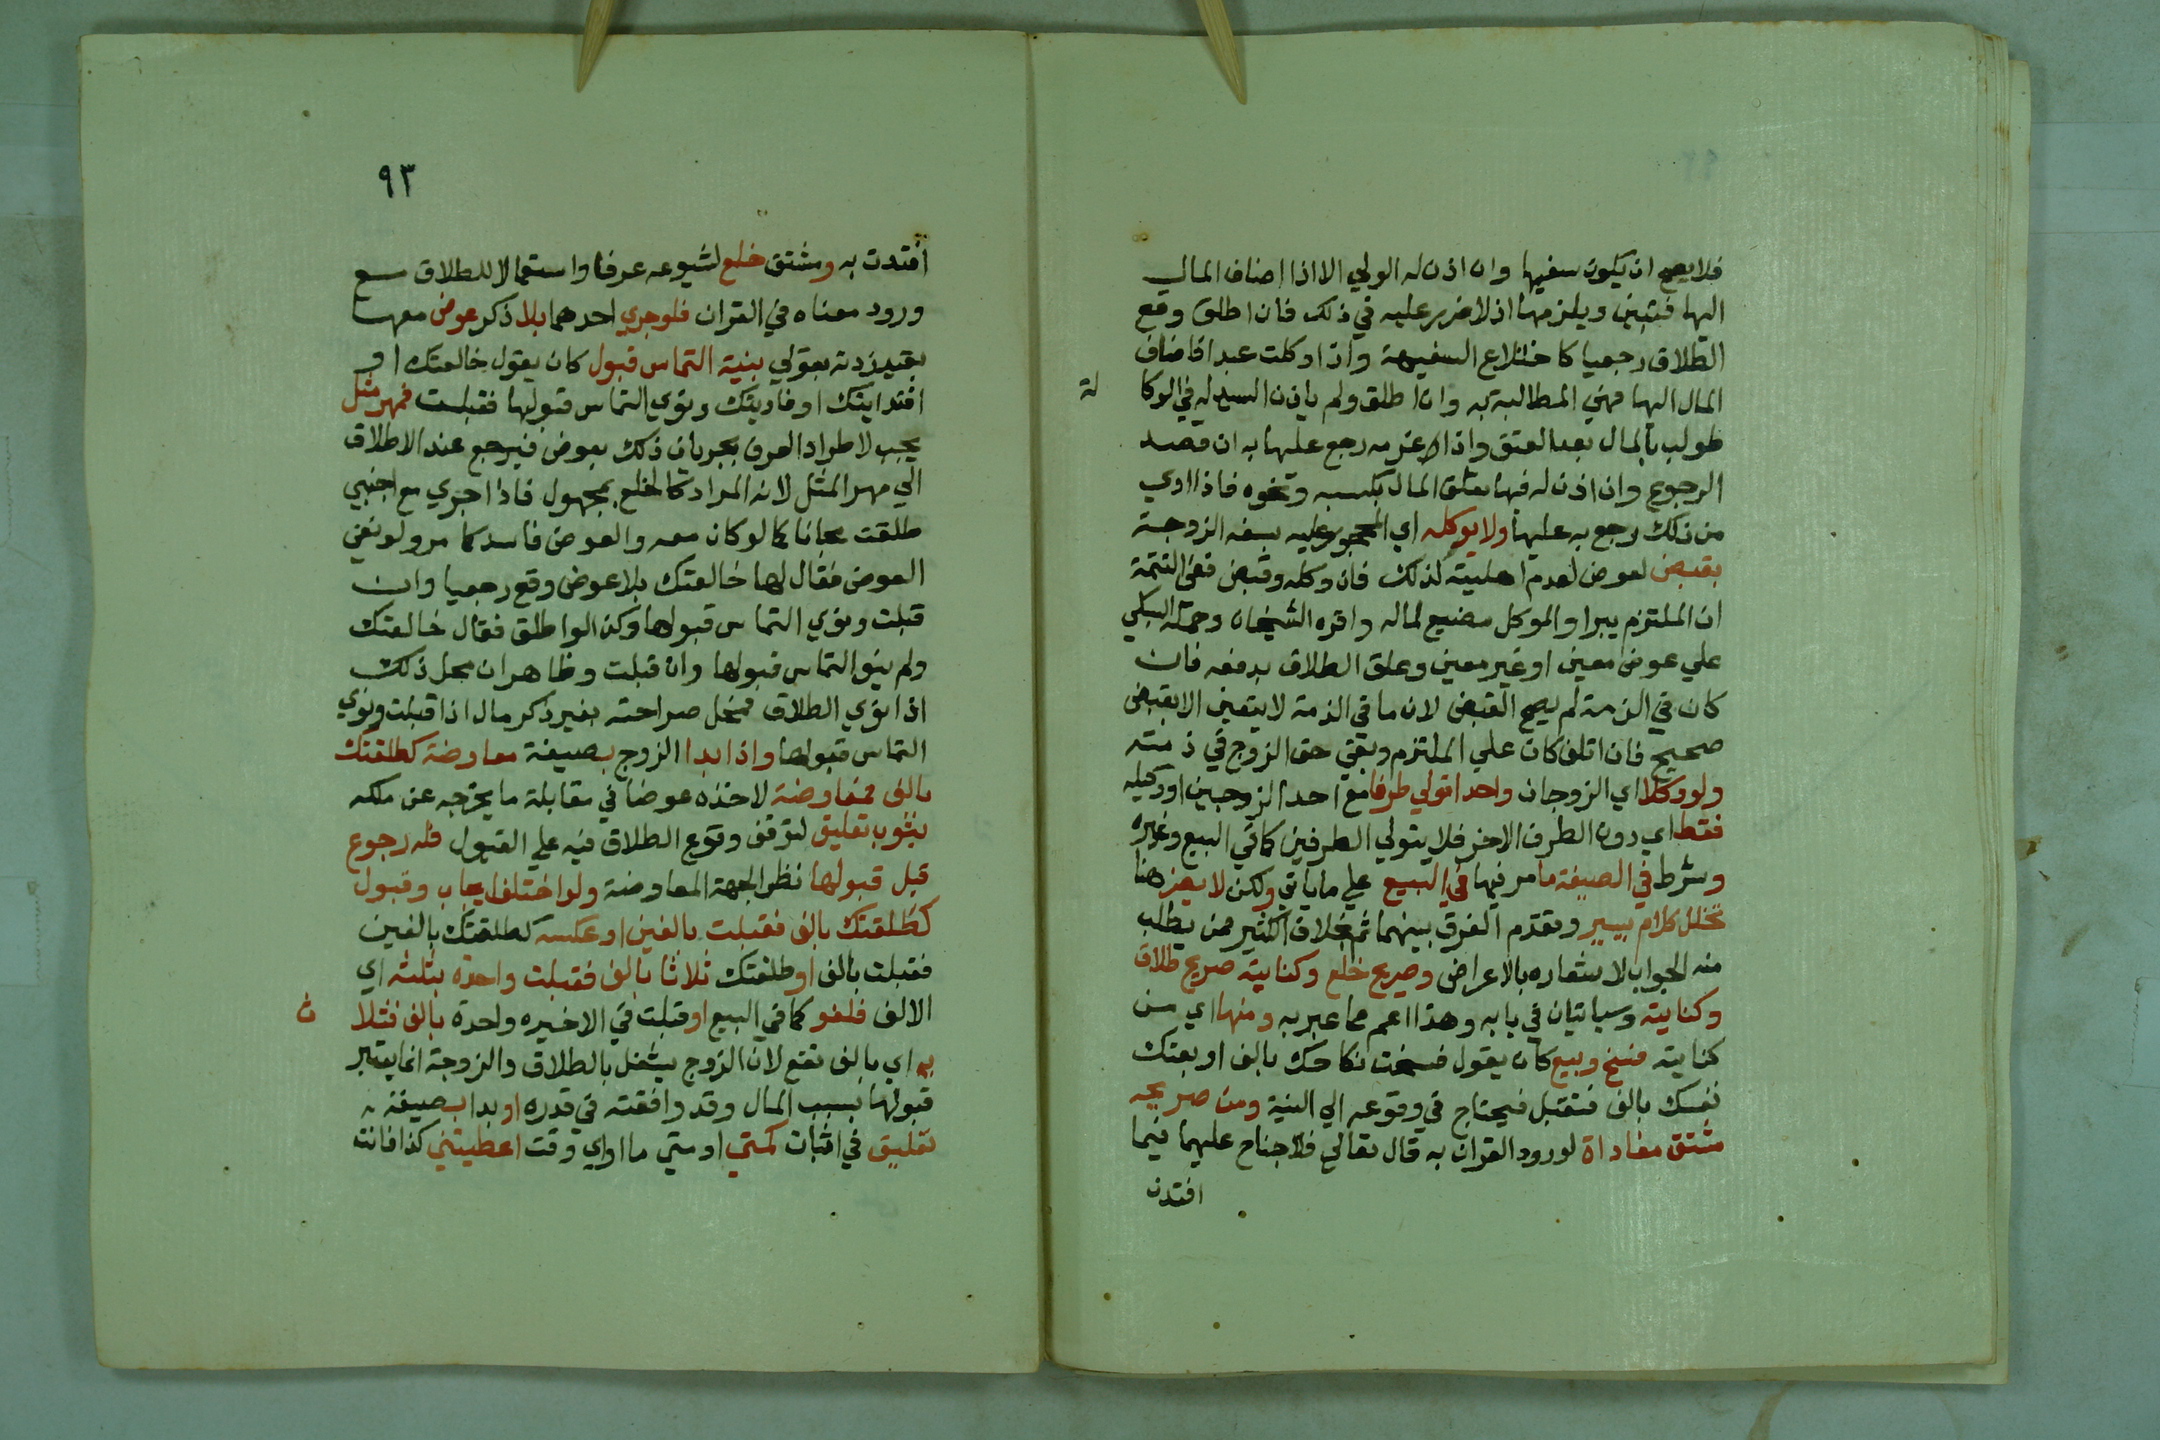 فلا يصح ان يكون سفيها وان اذن له الولي الا اذا اضاف المال
اليها فتبين ويلزمها اذ لا ضرر عليه في ذلك فان اطلق وقع
الطلاق رجعيا كاختلاع السفيهة واذا وكلت عبدا فاضاف
المال اليها فهي المطالبة به وان اطلق ولم ياذن السيد له في الوكا
لة
طولب بالمال بعد العتق واذا غرمه رجع عليها به ان قصد
الرجوع وان اذن له فيها تعلق المال بكسبه ونحوه فاذا ادي
من ذلك رجع به عليها ولا يوكله اي المحجور عليه بسفه الزوجة
بقبض لعوض لعدم اهليته لذلك فان وكله وقبض ففي التتمة
ان الملتزم يبرا والموكل مضيع لماله واقره الشيخان وحمله السبكي
علي عوض معين او غير معين وعلق الطلاق بدفعه فان
كان في الذمة لم يصح القبض لان ما في الذمة لا يتعين الا بقبض
صحيح فان تلف كان علي الملتزم وبقي حق الزوج في ذمته
ولو وكلا اي الزوجان واحدا تولي طرفا مع احد الزوجين او وكيله
فقط اي دون الطرف الاخر فلا يتولي الطرفين كما في البيع وغيره
وشرط في الصيغة ما مر فيها في البيع علي ما ياتي ولكن لا يضر هنا
تخلل كلام يسير وتقدم الفرق بينهما ثم بخلاف الكثير ممن يطلب
منه الجواب لاشعاره بالاعراض وصريح خلع وكنايته صريح طلاق
وكنايته وسياتيان في بابه وهذا اعم مما عبر به ومنها اي من
كنايته فسخ وبيع كان يقول فسخت نكاحك بالف او بعتك
نفسك بالف فتقبل فيحتاج في وقوعه الي النية ومن صريحه
مشتق مفاداة لورود القران به قال تعالي فلا جناح عليهما فيما
افتدت
٩٣
افتدت به ومشتق خلع لشيوعه عرفا واستعمالا للطلاق مع
ورود معناه في القران فلو جري احدهما بلا ذكر عوض معها
بقيد زدته بقولي بنية التماس قبول كان يقول خالعتك او
افتديتك او فاديتك ونوي التماس قبولها فقبلت فمهر مثل
يجب لاطراد العرف بجريان ذلك بعوض فيرجع عند الاطلاق
الي مهر المثل لانه المراد كالخلع بمجهول فاذا اجري مع اجنبي
طلقت مجانا كما لو كان معه والعوض فاسد كما مر ولو نفي
العوض فقال لها خالعتك بلا عوض وقع رجعيا وان
قبلت ونوي التماس قبولها وكذا لو اطلق فقال خالعتك
ولم ينو التماس قبولها وان قبلت وظاهر ان محل ذلك
اذا نوي الطلاق فمحل صراحته بغير ذكر مال اذا قبلت ونوي
التماس قبولها واذا بدا الزوج بصيغة معاوضة كطلقتك
بالف فمعاوضة لاخذه عوضا في مقابلة ما يخرجه عن ملكه
بشوب تعليق لتوقف وقوع الطلاق فيه علي القبول فله رجوع
قبل قبولها نظرا لجهة المعاوضة ولو اختلف ايجاب وقبول
كطلقتك بالف فقبلت بالفين او عكسه كطلقتك بالفين
فقبلت بالف او طلقتك ثلاثا بالف فقبلت واحدة بثلثه اي
الالف فلغو كما في البيع او قبلت في الاخيره واحدة بالف فثلا
ث
به اي بالف تقع لان الزوج يستقل بالطلاق والزوجة انما يعتبر
قبولها بسبب المال وقد وافقته في قدره او بدا بصيغة
تعليق في اثبات كمتي او متي ما او اي وقت اعطيتني كذا فانت